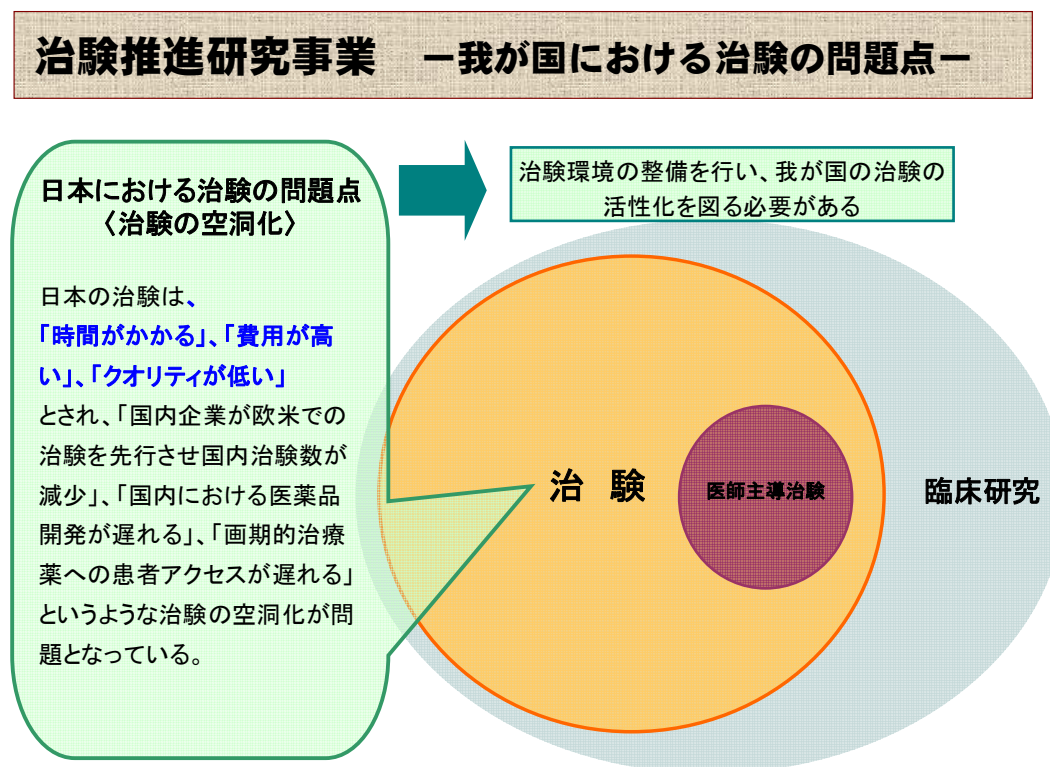 治験推進研究事業　－我が国における治験の問題点－
日本における治験の問題点
〈治験の空洞化〉
日本の治験は、
「時間がかかる」、「費用が高
い」、「クオリティが低い」
とされ、「国内企業が欧米での
治験を先行させ国内治験数が
減少」、「国内における医薬品
開発が遅れる」、「画期的治療
薬への患者アクセスが遅れる」
というような治験の空洞化が問
題となっている。
治験環境の整備を行い、我が国の治験の
活性化を図る必要がある
治　験
医師主導治験
臨床研究